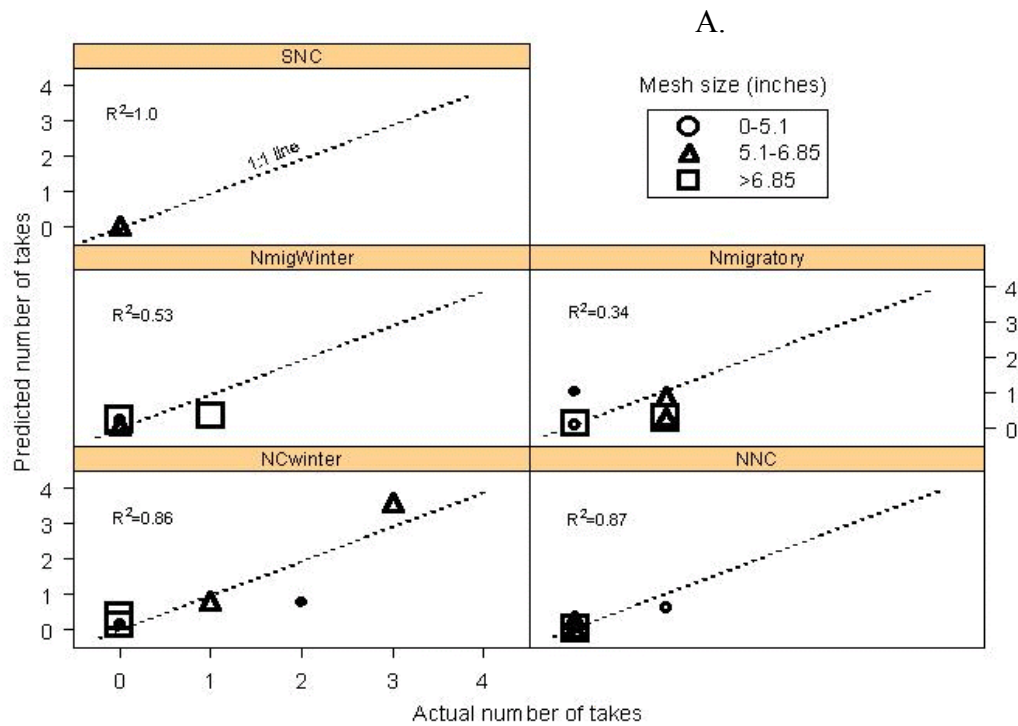 A.
SNC
R²=1.0
1:1 line
Mesh size (inches)
0-5.1
5.1-6.85
>6.85
4
3
2
1
0
NmigWinter
R²=0.53
Nmigratory
R²=0.34
4
3
2
1
0
NCwinter
R²=0.86
4
3
2
1
0
NNC
R²=0.87
0 1 2 3 4
Actual number of takes
Predicted number of takes